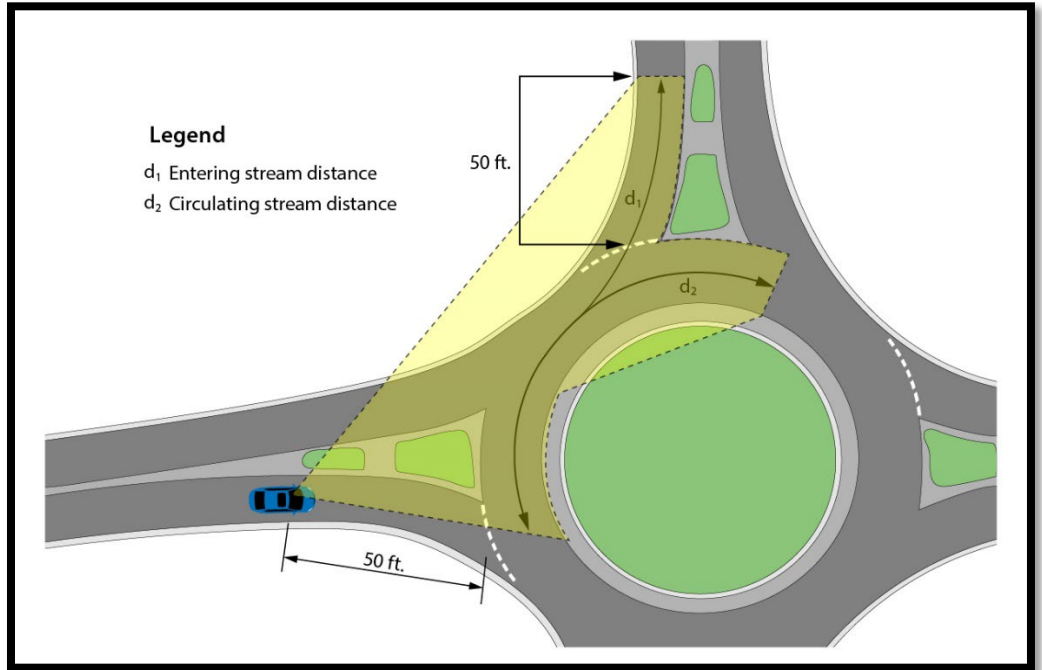 Legend
d₁ Entering stream distance
d₂ Circulating stream distance
50 ft.
d₁
d₂
50 ft.